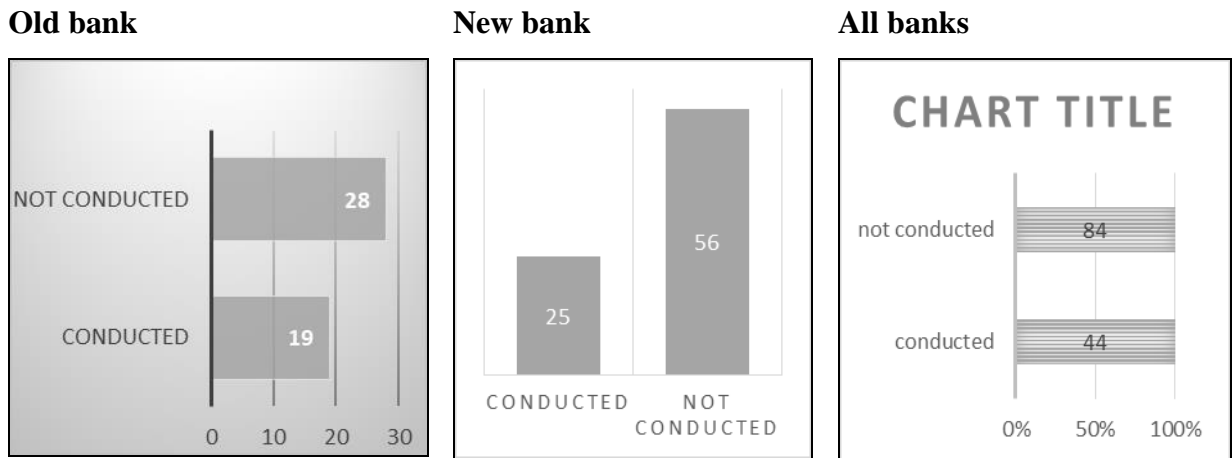 Old bank
NOT CONDUCTED
28
CONDUCTED
19
0 10 20 30
New bank
25
56
CONDUCTED
NOT
CONDUCTED
All banks
CHART TITLE
not conducted
84
conducted
44
0% 50% 100%